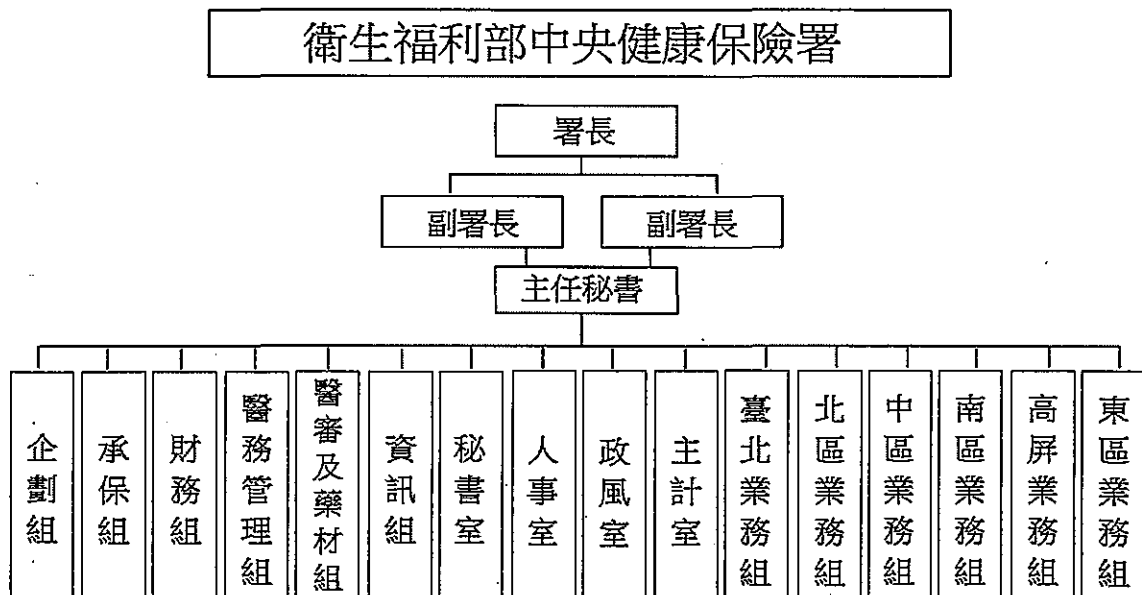 衛生福利部中央健康保險署
署長
副署長
副署長
主任秘書
企劃組
承保組
財務組
醫務管理組
醫審及藥材組
資訊組
秘書室
人事室
政風室
主計室
臺北業務組
北區業務組
中區業務組
南區業務組
高屏業務組
東區業務組